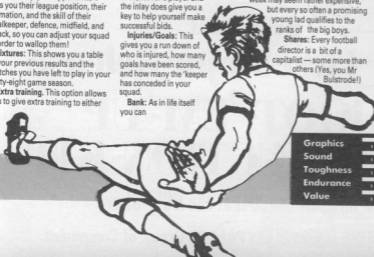 s you their league position, their
mation, and the skill of their
alkeeper, defence, midfield, and
ack, so you can adjust your squad
order to wallop them!
ixtures: This shows you a table
your previous results and the
tches you have left to play in your
ty-eight game season.
xtra training. This option allows
to give extra training to either
the inlay does give you a
key to help yourself make
successful bids.
Injuries/Goals: This
gives you a run down of
who is injured, how many
goals have been scored,
and how many the 'keeper
has conceded in your
squad.
Bank: As in life itself
you can
week may seem rather expensive,
but every so often a promising
young lad qualifies to the
ranks of the big boys.
Shares: Every football
director is a bit of a
capitalist — some more than
others (Yes, you Mr
Bulstrode!)
Graphics
Sound
Toughness
Endurance
Value